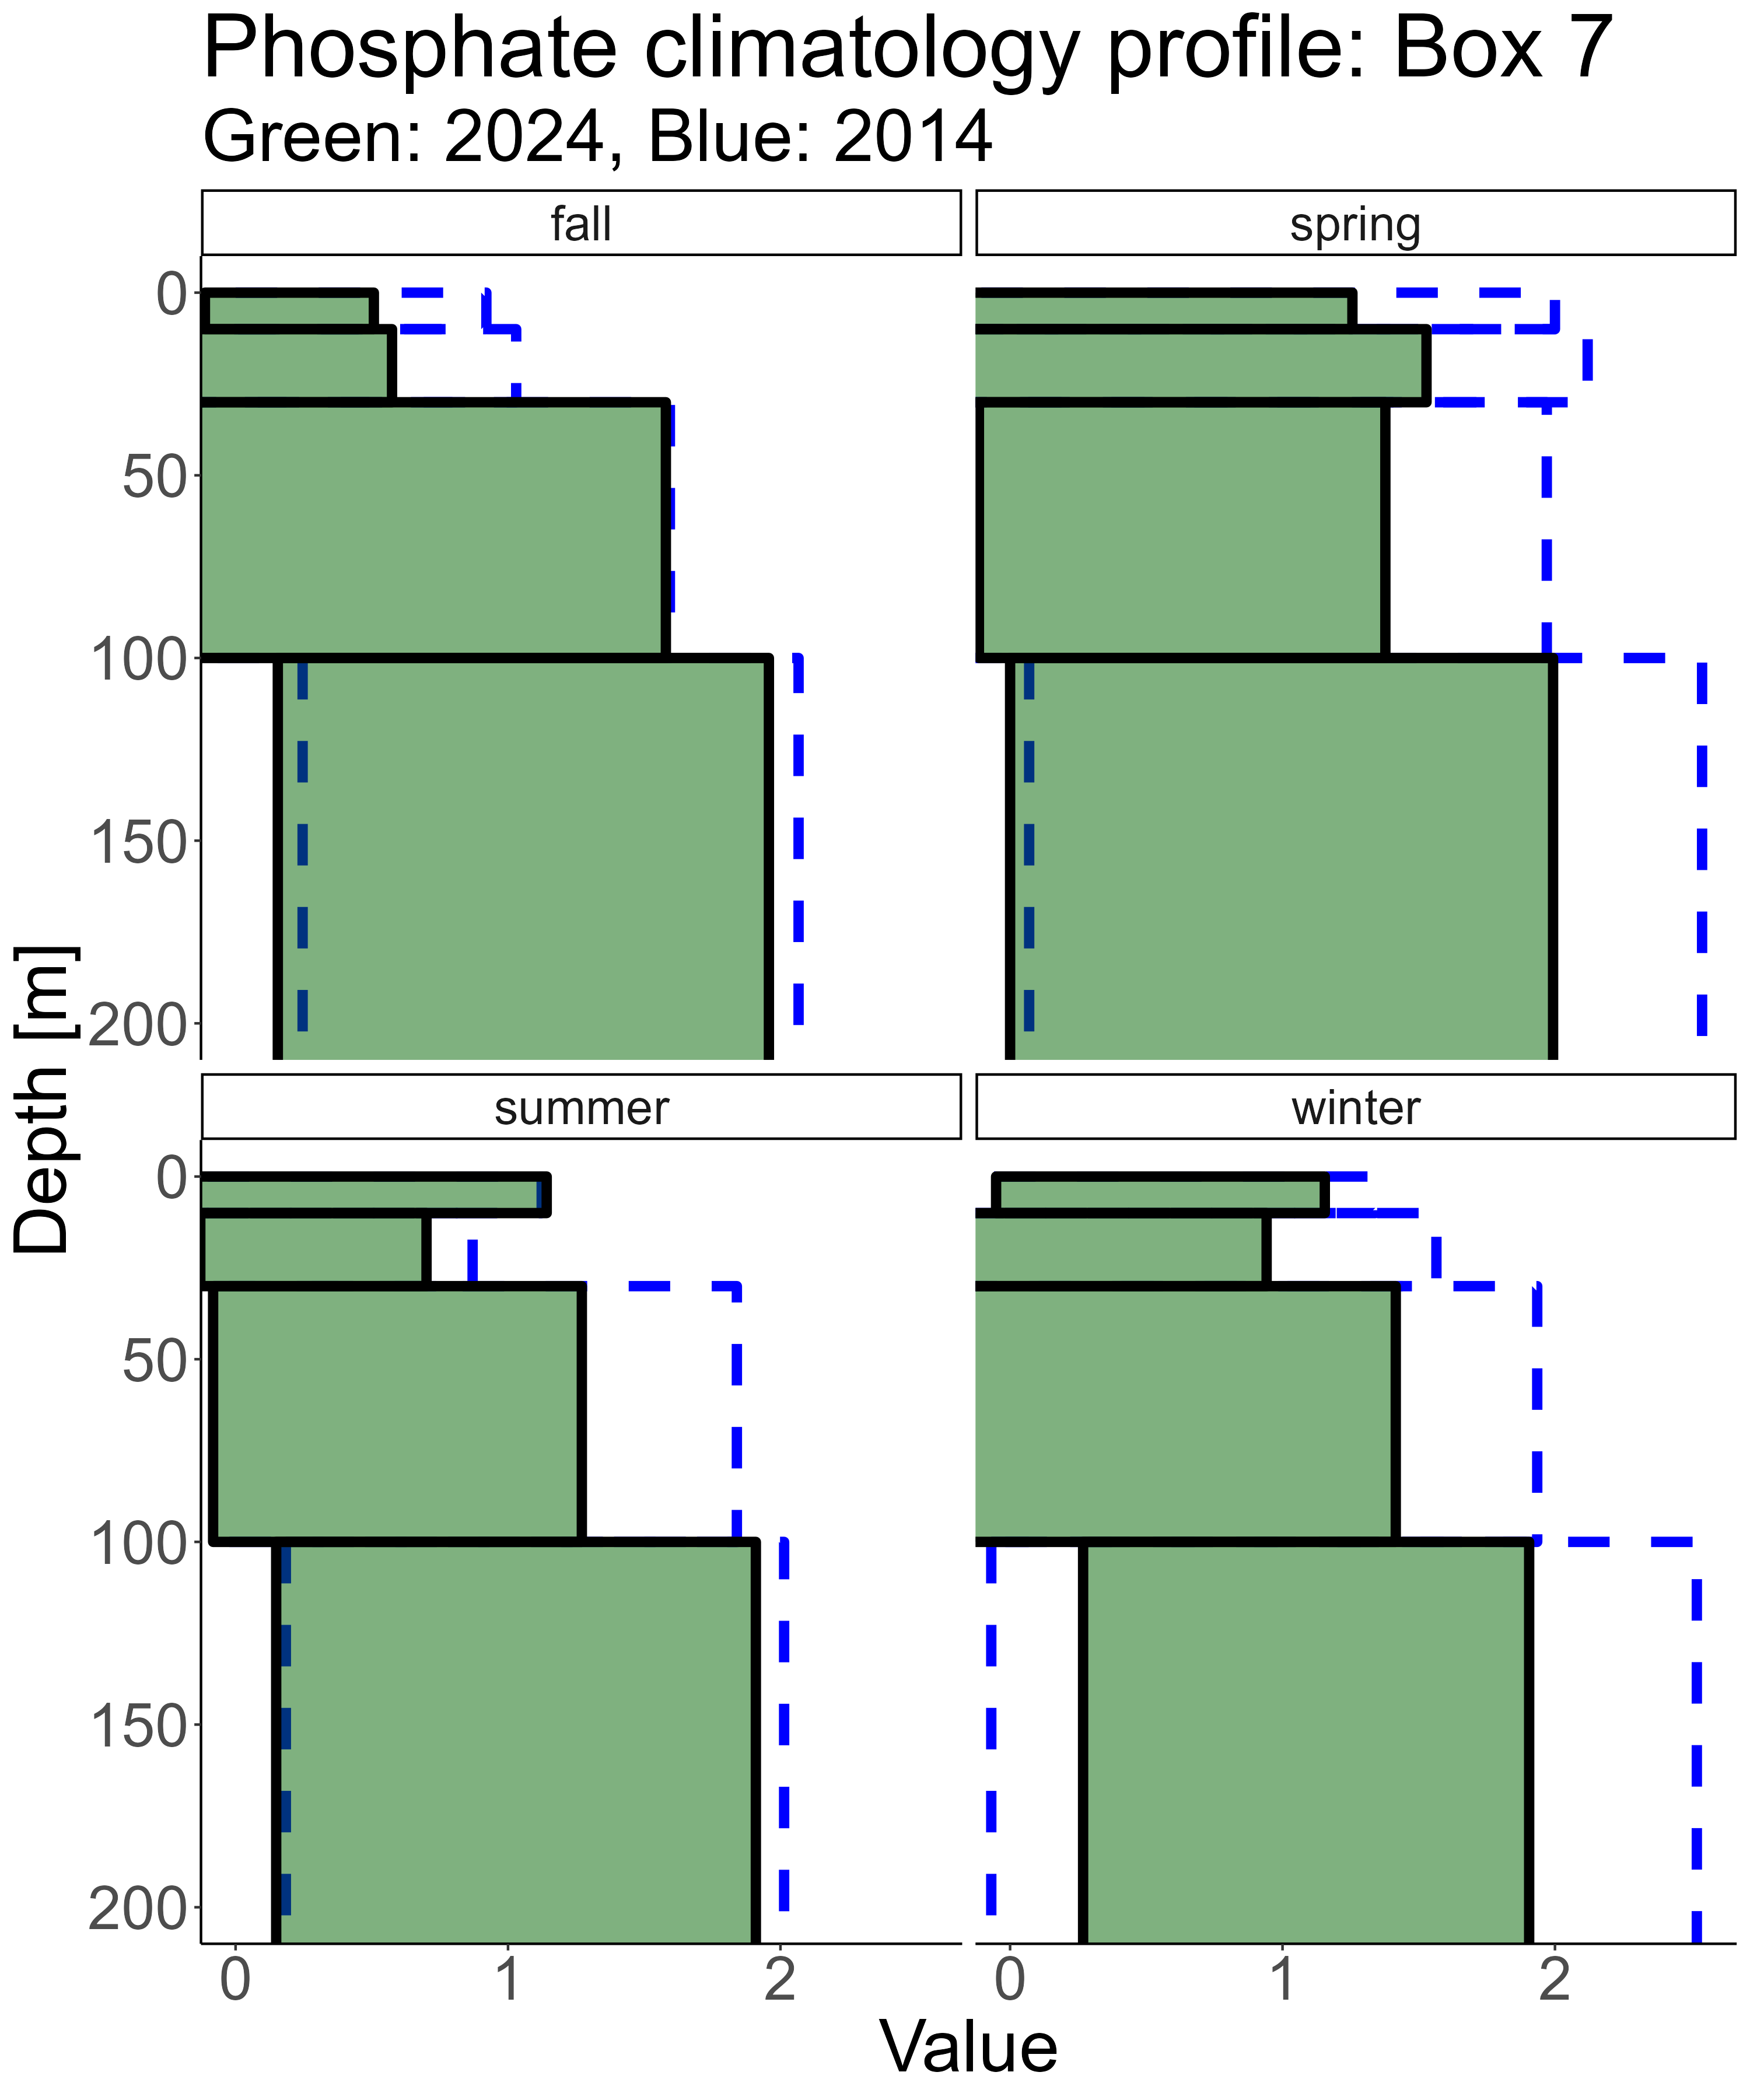 Phosphate climatology profile: Box 7
Green: 2024, Blue: 2014
fall
spring
0
50
100
150
200
summer
winter
0
50
100
150
200
0
1
2
0
1
2
Depth [m]
Value